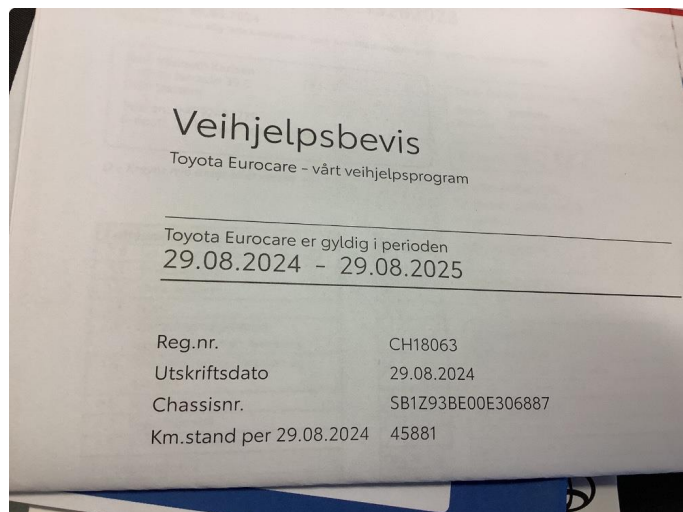 Veihjelpsbevis
Toyota Eurocare - vårt veihjelpsprogram
Toyota Eurocare er gyldig i perioden
29.08.2024 - 29.08.2025
Reg.nr. CH18063
Utskriftsdato 29.08.2024
Chassisnr. SB1Z93BE00E306887
Km.stand per 29.08.2024 45881